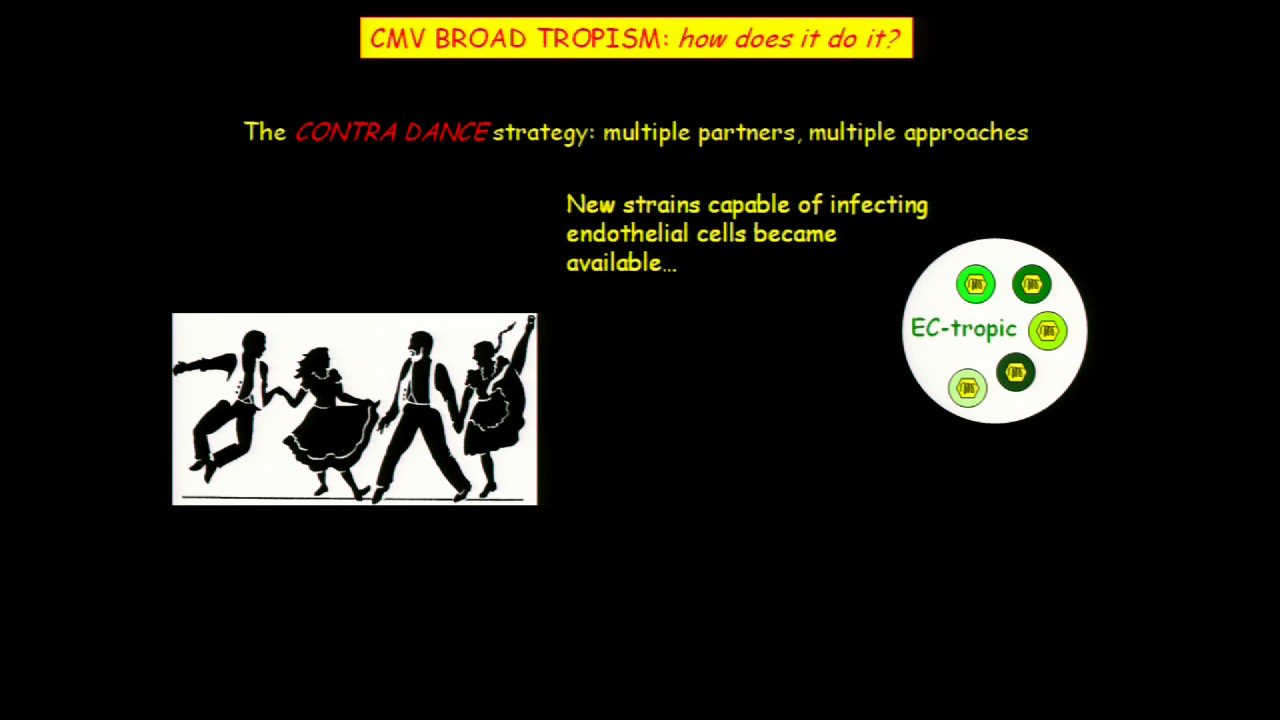 CMV BROAD TROPISM: how does it do it?
The CONTRA DANCE strategy: multiple partners, multiple approaches
New strains capable of infecting
endothelial cells became
available...
EC-tropic